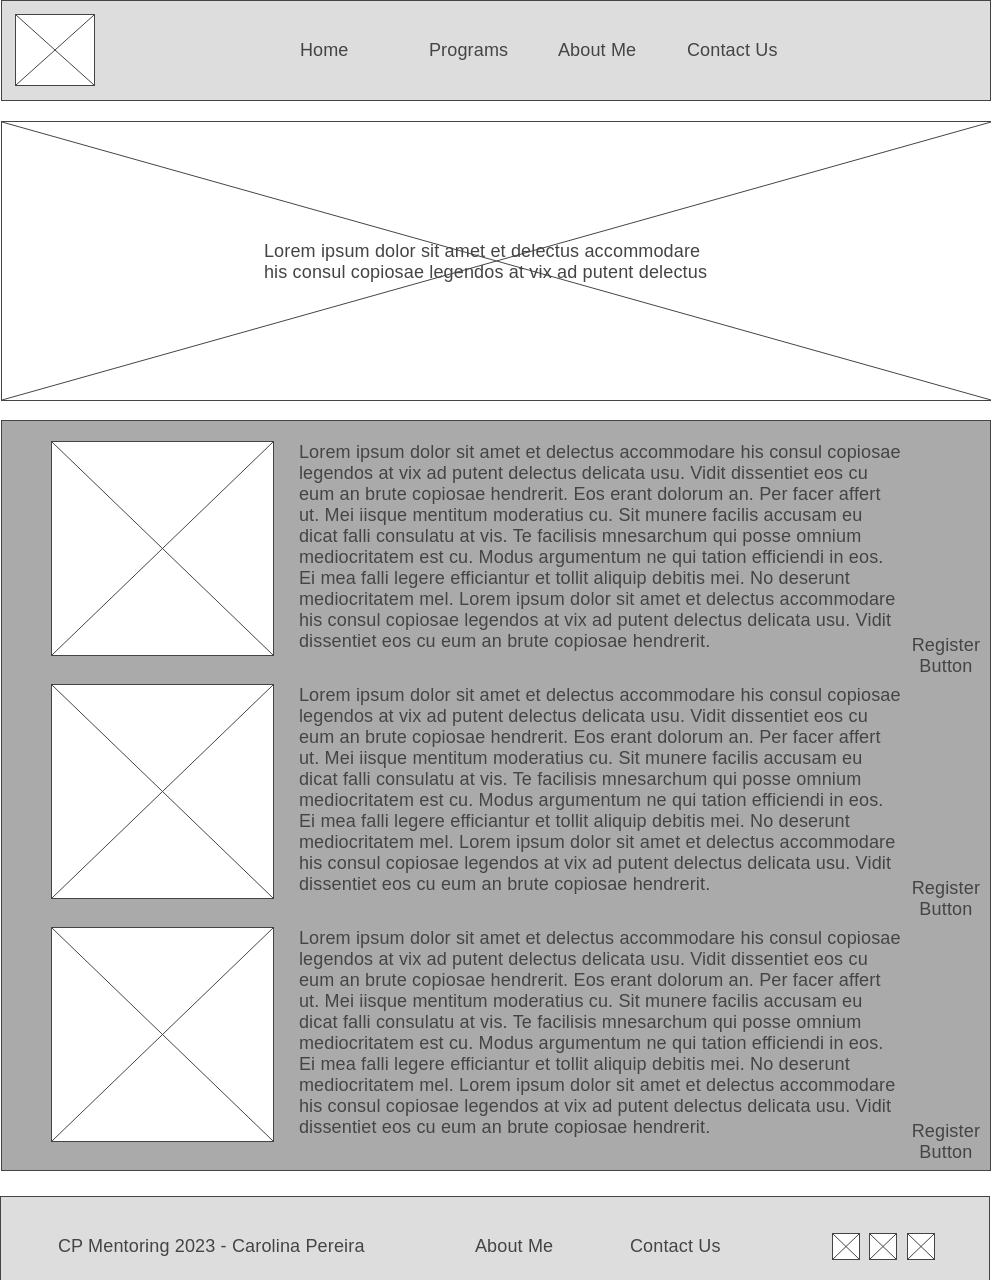 Home Programs About Me Contact Us
Lorem ipsum dolor sit amet et delectus accommodare
his consul copiosae legendos at vix ad putent delectus
Lorem ipsum dolor sit amet et delectus accommodare his consul copiosae
legendos at vix ad putent delectus delicata usu. Vidit dissentiet eos cu
eum an brute copiosae hendrerit. Eos erant dolorum an. Per facer affert
ut. Mei iisque mentitum moderatius cu. Sit munere facilis accusam eu
dicat falli consulatu at vis. Te facilisis mnesarchum qui posse omnium
mediocritatem est cu. Modus argumentum ne qui tation efficiendi in eos.
Ei mea falli legere efficiantur et tollit aliquip debitis mei. No deserunt
mediocritatem mel. Lorem ipsum dolor sit amet et delectus accommodare
his consul copiosae legendos at vix ad putent delectus delicata usu. Vidit
dissentiet eos cu eum an brute copiosae hendrerit.
Register
Button
Lorem ipsum dolor sit amet et delectus accommodare his consul copiosae
legendos at vix ad putent delectus delicata usu. Vidit dissentiet eos cu
eum an brute copiosae hendrerit. Eos erant dolorum an. Per facer affert
ut. Mei iisque mentitum moderatius cu. Sit munere facilis accusam eu
dicat falli consulatu at vis. Te facilisis mnesarchum qui posse omnium
mediocritatem est cu. Modus argumentum ne qui tation efficiendi in eos.
Ei mea falli legere efficiantur et tollit aliquip debitis mei. No deserunt
mediocritatem mel. Lorem ipsum dolor sit amet et delectus accommodare
his consul copiosae legendos at vix ad putent delectus delicata usu. Vidit
dissentiet eos cu eum an brute copiosae hendrerit.
Register
Button
Lorem ipsum dolor sit amet et delectus accommodare his consul copiosae
legendos at vix ad putent delectus delicata usu. Vidit dissentiet eos cu
eum an brute copiosae hendrerit. Eos erant dolorum an. Per facer affert
ut. Mei iisque mentitum moderatius cu. Sit munere facilis accusam eu
dicat falli consulatu at vis. Te facilisis mnesarchum qui posse omnium
mediocritatem est cu. Modus argumentum ne qui tation efficiendi in eos.
Ei mea falli legere efficiantur et tollit aliquip debitis mei. No deserunt
mediocritatem mel. Lorem ipsum dolor sit amet et delectus accommodare
his consul copiosae legendos at vix ad putent delectus delicata usu. Vidit
dissentiet eos cu eum an brute copiosae hendrerit.
Register
Button
CP Mentoring 2023 - Carolina Pereira About Me Contact Us